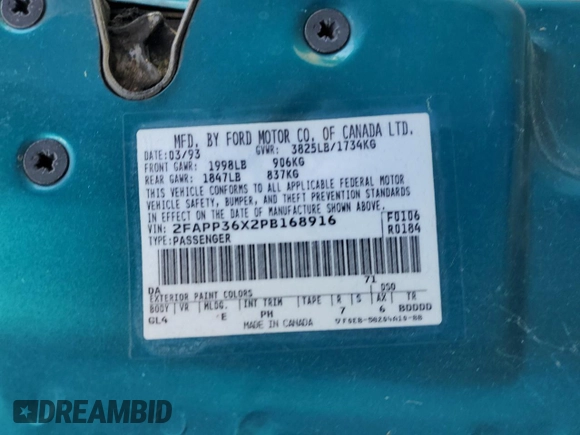 MFD. BY FORD MOTOR CO. OF CANADA LTD.
DATE: 03/93 GVWR: 3825LB/1734KG
FRONT GAWR: 1998LB 906KG
REAR GAWR: 1847LB 837KG
THIS VEHICLE CONFORMS TO ALL APPLICABLE FEDERAL MOTOR
VEHICLE SAFETY, BUMPER, AND THEFT PREVENTION STANDARDS
IN EFFECT ON THE DATE OF MANUFACTURE SHOWN ABOVE.
VIN: 2FAPP36X2PB168916 F0106
TYPE: PASSENGER R0184
71
DA DSO
EXTERIOR PAINT COLORS
BODY VR MLDG. INT TRIM TAPE R S AX TR
GL4 E PH 7 6 BDDDD
MADE IN CANADA
DREAMBID